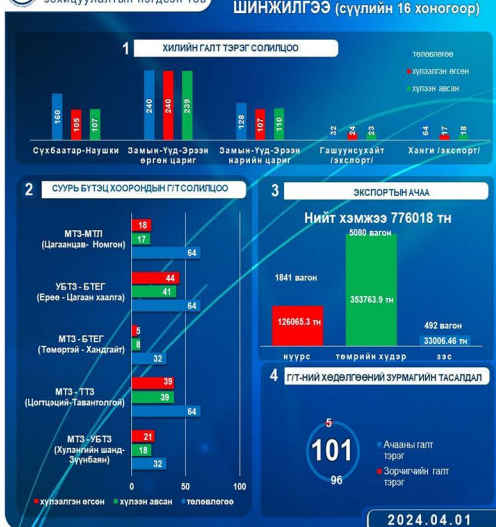 зохицуулалтын нэгдсэн төв
ШИНЖИЛГЭЭ (сүүлийн 16 хоногоор)
1
ХИЛИЙН ГАЛТ ТЭРЭГ СОЛИЛЦОО
төлөвлөгөө
хүлээлгэн өгсөн
хүлээн авсан
160 105 107
240 240 239
128 107 110
32 24 23
64 17 18
Сүхбаатар-Наушки
Замын-Үүд-Эрээн өргөн цариг
Замын-Үүд-Эрээн нарийн цариг
Гашуунсухайт /экспорт/
Ханги /экспорт/
2
СУУРЬ БҮТЭЦ ХООРОНДЫН Г/Т СОЛИЛЦОО
МТЗ-МТЛ
(Цагаанцав- Номгон)
18
17
64
УБТЗ - БТЕГ
(Ерөө - Цагаан хаалга)
44
41
64
МТЗ - БТЕГ
(Төмөртэй - Хандгайт)
5
8
32
МТЗ - ТТЗ
(Цогтцэций-Тавантолгой)
39
39
64
МТЗ - УБТЗ
(Хулангийн шанд-
Зүүнбаян)
21
18
32
0 50 100
хүлээлгэн өгсөн хүлээн авсан төлөвлөгөө
3
ЭКСПОРТЫН АЧАА
Нийт хэмжээ 776018 тн
5080 вагон
1841 вагон
353763.9 тн
126065.3 тн
492 вагон
33006.46 тн
нүүрс төмрийн хүдэр зэс
4
Г/Т-НИЙ ХӨДӨЛГӨӨНИЙ ЗУРМАГИЙН ТАСАЛДАЛ
5
101
96
Ачааны галт
тэрэг
Зорчигчийн галт
тэрэг
2024.04.01